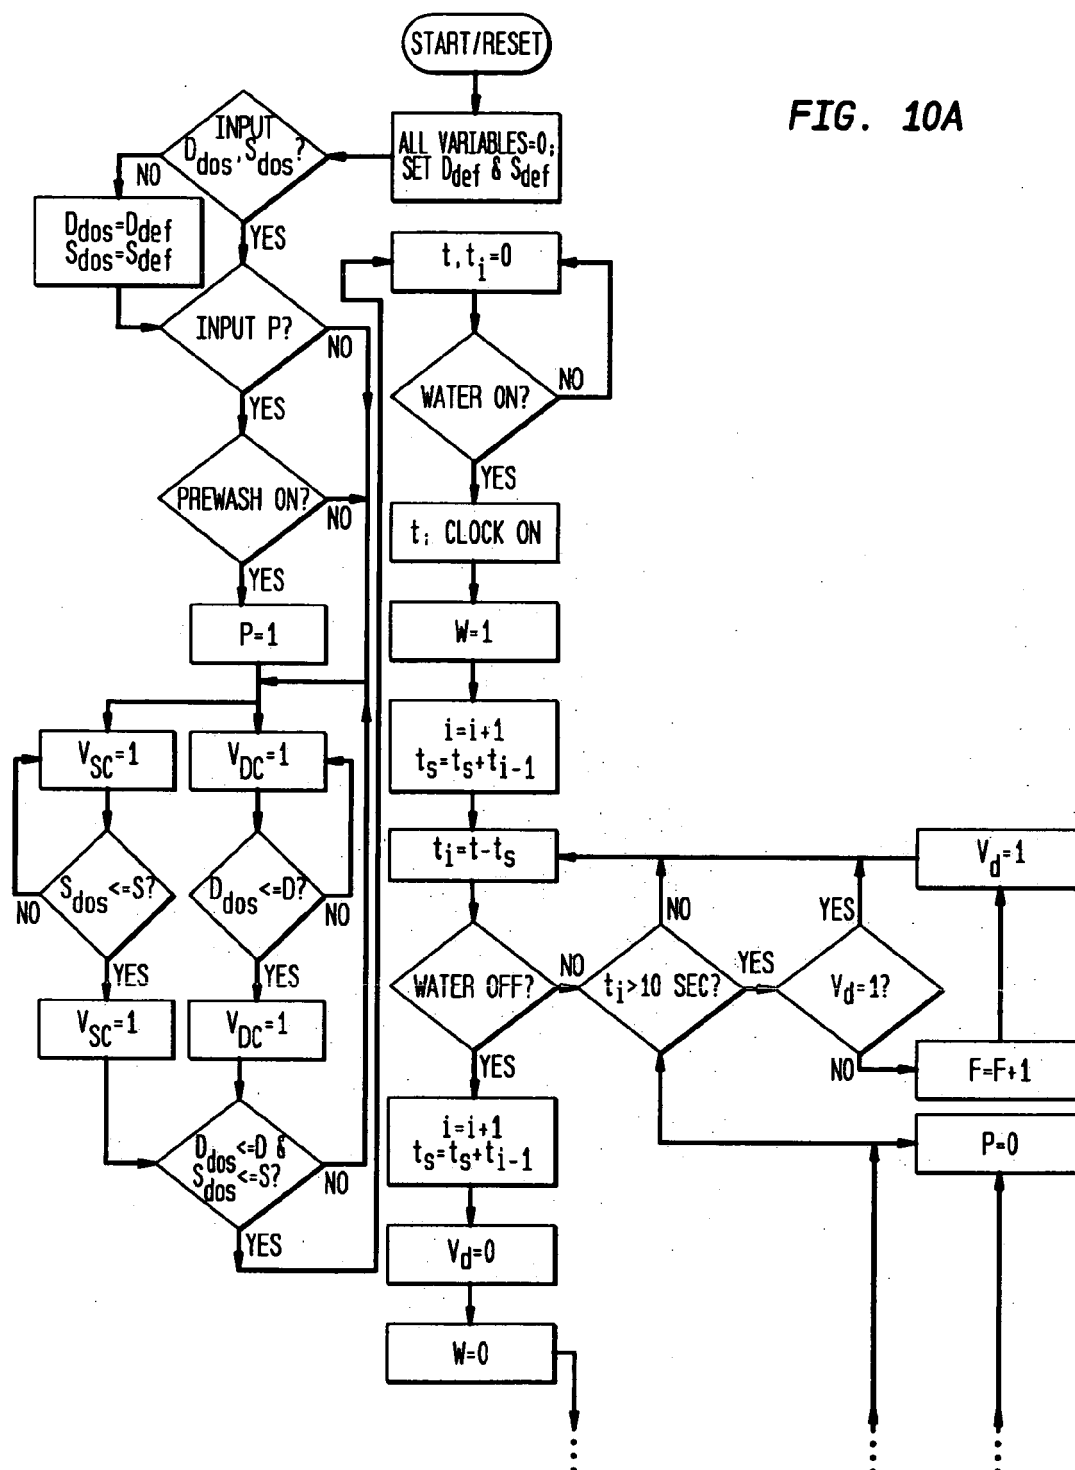 START/RESET
FIG. 10A
ALL VARIABLES=0;
SET Ddef & Sdef
INPUT
Ddos,Sdos?
NO
YES
Ddos=Ddef
Sdos=Sdef
INPUT P?
NO
YES
PREWASH ON?
NO
YES
P=1
VSC=1
VDC=1
Sdos<=S?
NO
YES
Ddos<=D?
NO
YES
VSC=1
VDC=1
Ddos<=D &
Sdos<=S?
NO
YES
t,ti=0
WATER ON?
NO
YES
t; CLOCK ON
W=1
i=i+1
ts=ts+ti-1
ti=t-ts
WATER OFF?
NO
YES
ti>10 SEC?
NO
YES
Vd=1?
YES
NO
Vd=1
F=F+1
P=0
i=i+1
ts=ts+ti-1
Vd=0
W=0